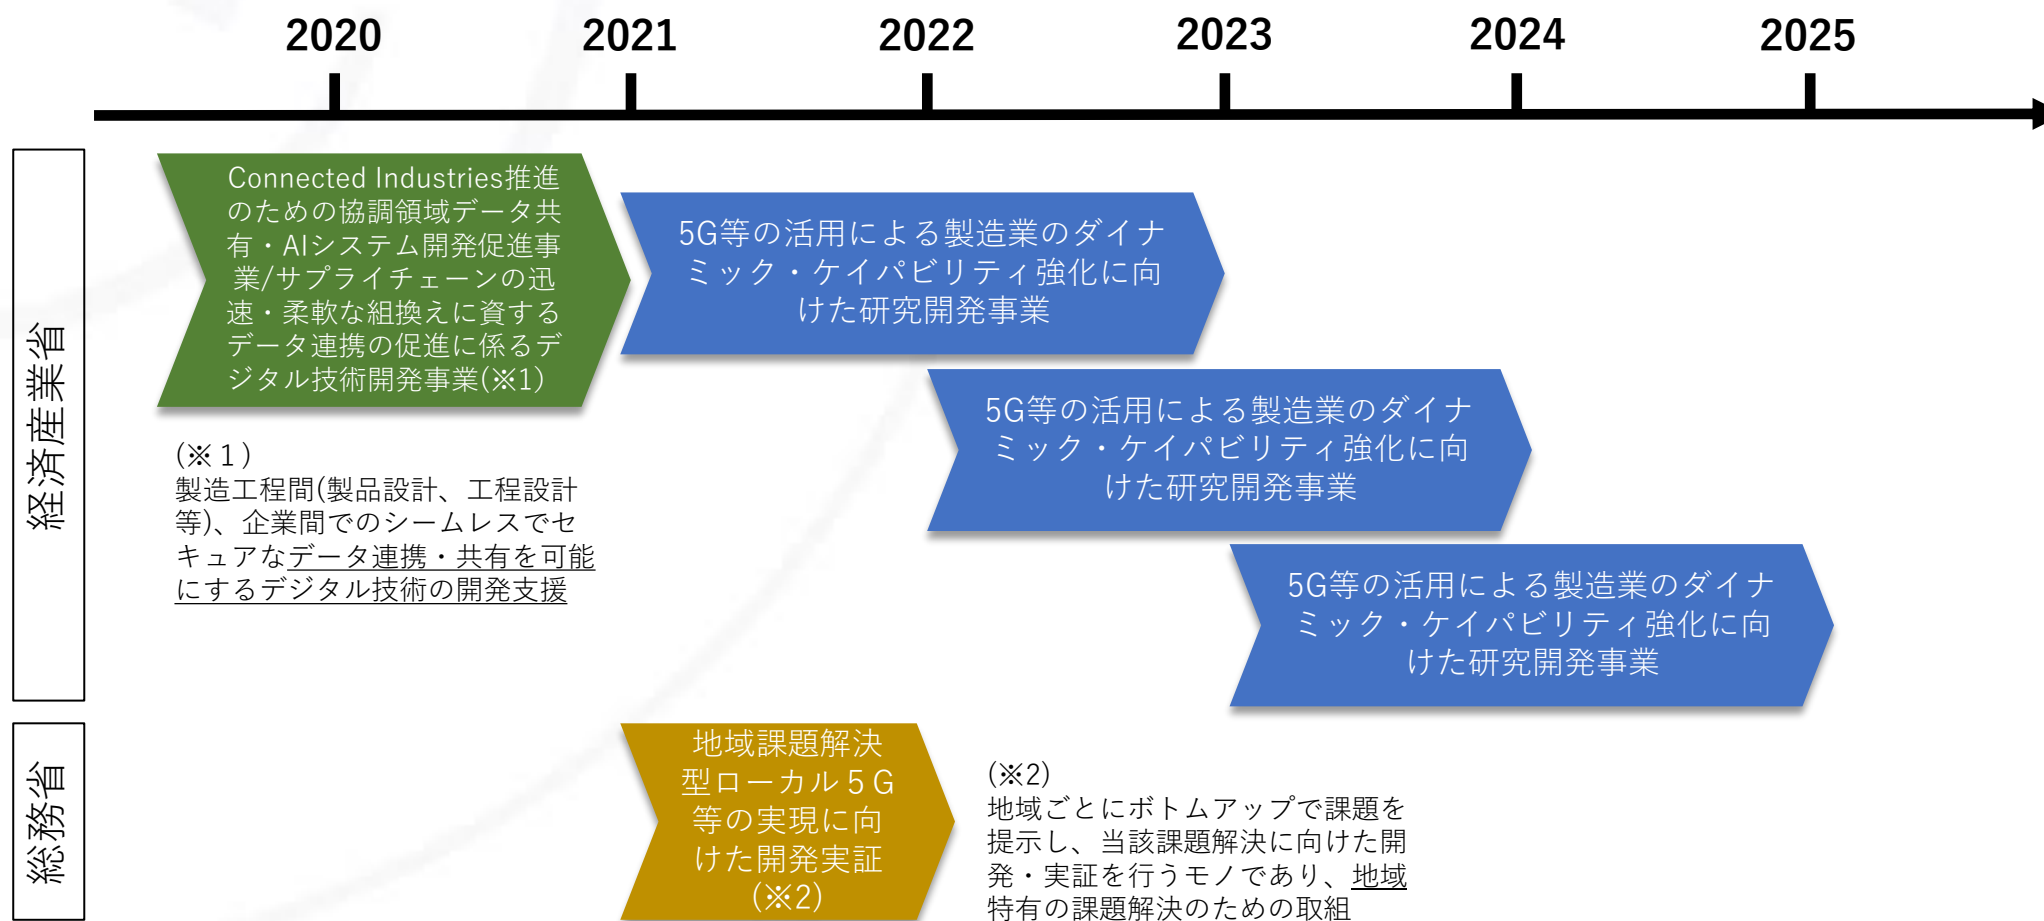 2020
2021
2022
2023
2024
2025
経済産業省
Connected Industries推進
のための協調領域データ共
有・AIシステム開発促進事
業/サプライチェーンの迅
速・柔軟な組換えに資する
データ連携の促進に係るデ
ジタル技術開発事業(※1)
5G等の活用による製造業のダイナ
ミック・ケイパビリティ強化に向
けた研究開発事業
5G等の活用による製造業のダイナ
ミック・ケイパビリティ強化に向
けた研究開発事業
5G等の活用による製造業のダイナ
ミック・ケイパビリティ強化に向
けた研究開発事業
(※１)
製造工程間(製品設計、工程設計
等)、企業間でのシームレスでセ
キュアなデータ連携・共有を可能
にするデジタル技術の開発支援
総務省
地域課題解決
型ローカル５G
等の実現に向
けた開発実証
(※2)
(※2)
地域ごとにボトムアップで課題を
提示し、当該課題解決に向けた開
発・実証を行うモノであり、地域
特有の課題解決のための取組